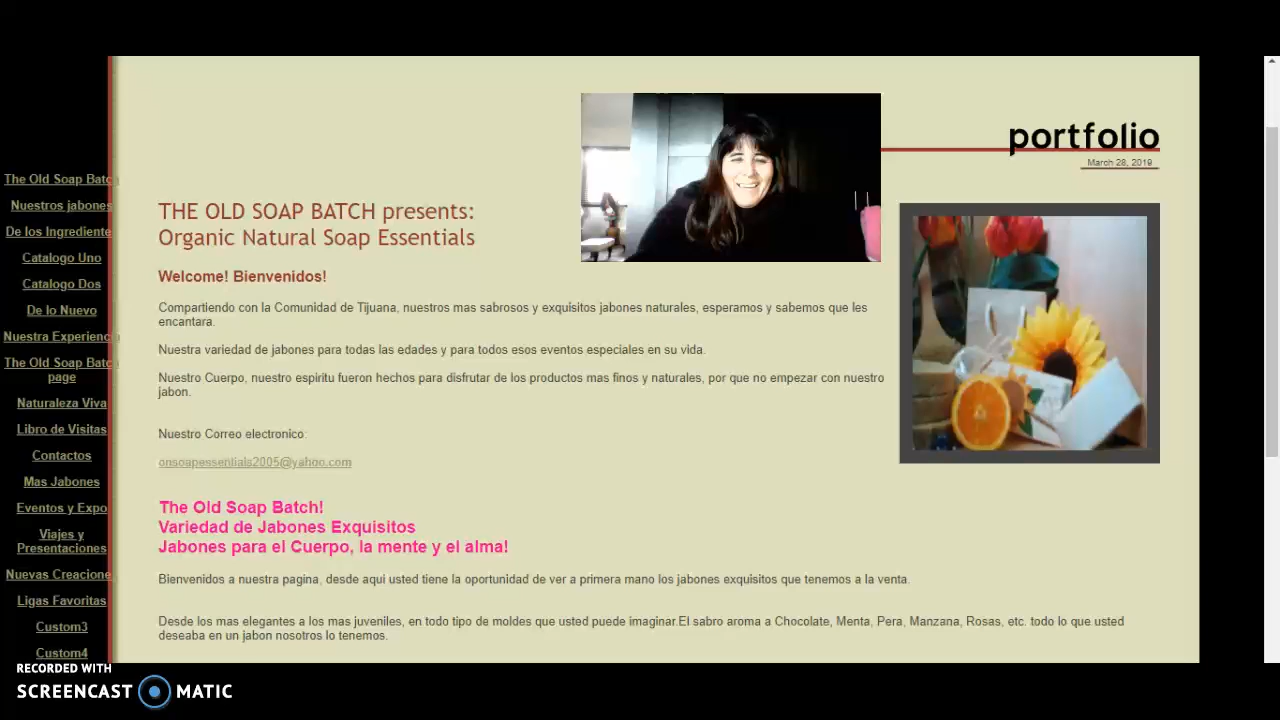 portfolio
March 28, 2019
The Old Soap Batch
Nuestros jabones
De los Ingrediente
Catalogo Uno
Catalogo Dos
De lo Nuevo
Nuestra Experienc
The Old Soap Batc
page
Naturaleza Viva
Libro de Visitas
Contactos
Mas Jabones
Eventos y Expo
Viajes y
Presentaciones
Nuevas Creacione
Ligas Favoritas
Custom3
Custom4
THE OLD SOAP BATCH presents:
Organic Natural Soap Essentials
Welcome! Bienvenidos!
Compartiendo con la Comunidad de Tijuana, nuestros mas sabrosos y exquisitos jabones naturales, esperamos y sabemos que les
encantara.
Nuestra variedad de jabones para todas las edades y para todos esos eventos especiales en su vida.
Nuestro Cuerpo, nuestro espiritu fueron hechos para disfrutar de los productos mas finos y naturales, por que no empezar con nuestro
jabon.
Nuestro Correo electronico:
onsoapessentials2005@yahoo.com
The Old Soap Batch!
Variedad de Jabones Exquisitos
Jabones para el Cuerpo, la mente y el alma!
Bienvenidos a nuestra pagina, desde aqui usted tiene la oportunidad de ver a primera mano los jabones exquisitos que tenemos a la venta.
Desde los mas elegantes a los mas juveniles, en todo tipo de moldes que usted puede imaginar.El sabro aroma a Chocolate, Menta, Pera, Manzana, Rosas, etc. todo lo que usted
deseaba en un jabon nosotros lo tenemos.
RECORDED WITH
SCREENCAST MATIC